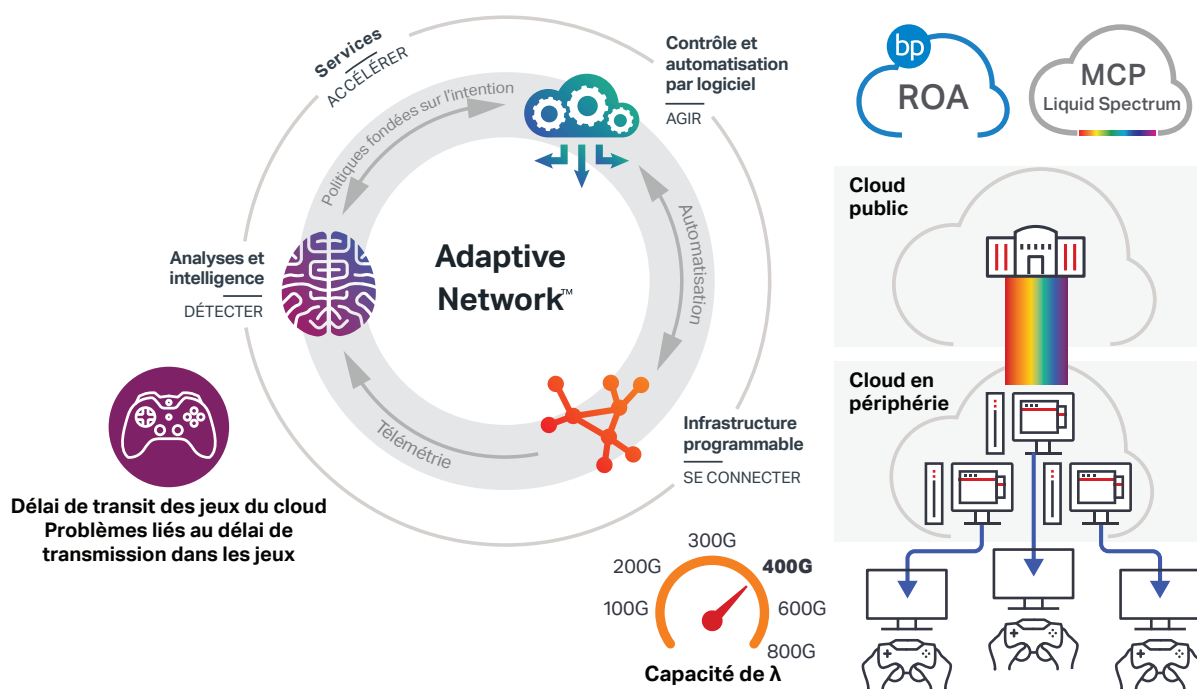 Services
ACCÉLÉRER
Politiques fondées sur l'intention
Contrôle et
automatisation
par logiciel
AGIR
Analyses et
intelligence
DÉTECTER
Adaptive
Network™
Automatisation
Télémétrie
Infrastructure
programmable
SE CONNECTER
Délai de transit des jeux du cloud
Problèmes liés au délai de
transmission dans les jeux
100G
200G
300G
400G
600G
800G
Capacité de λ
bp
ROA
MCP
Liquid Spectrum
Cloud
public
Cloud en
périphérie